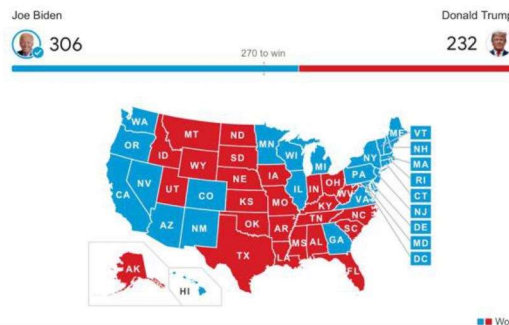 Joe Biden
Donald Trump
306
232
270 to win
WA
MT
ND
MN
ME
VT
OR
ID
SD
WI
MI
NY
NH
WY
MA
NE
IA
PA
RI
NV
UT
CO
IL
IN
OH
WV
CT
CA
KS
MO
KY
VA
NJ
AZ
NM
OK
AR
TN
NC
DE
SC
MD
TX
LA
MS
AL
GA
DC
FL
AK
HI
Wo